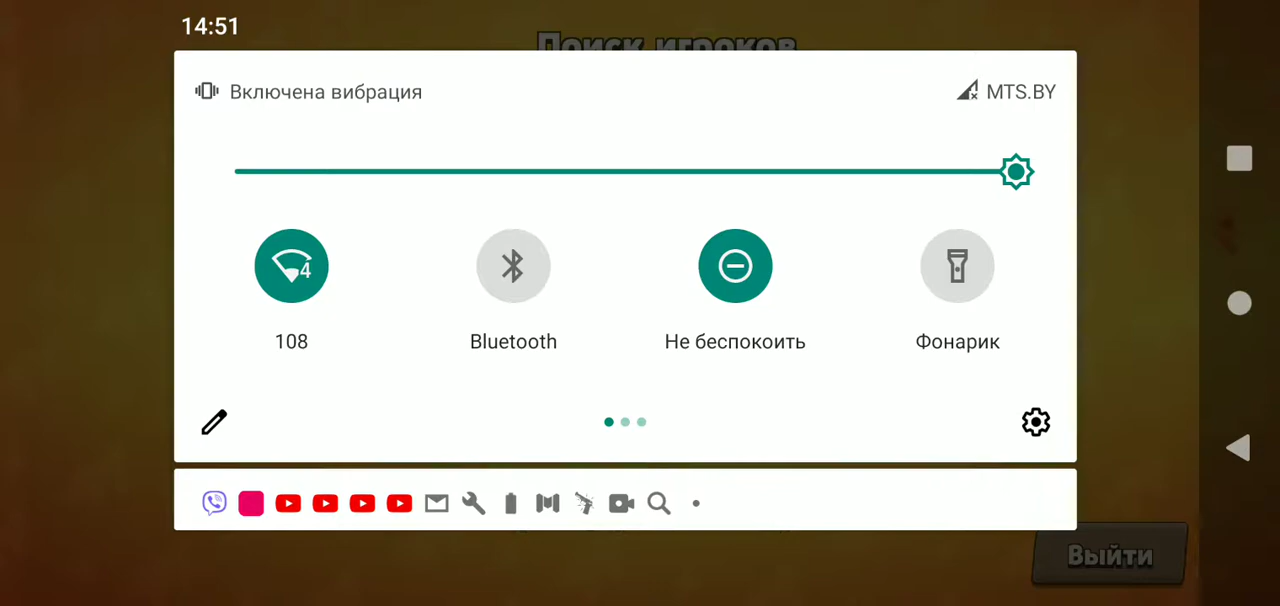 14:51
Поиск игроков
Включена вибрация
MTS.BY
4
108
Bluetooth
Не беспокоить
Фонарик
Выйти